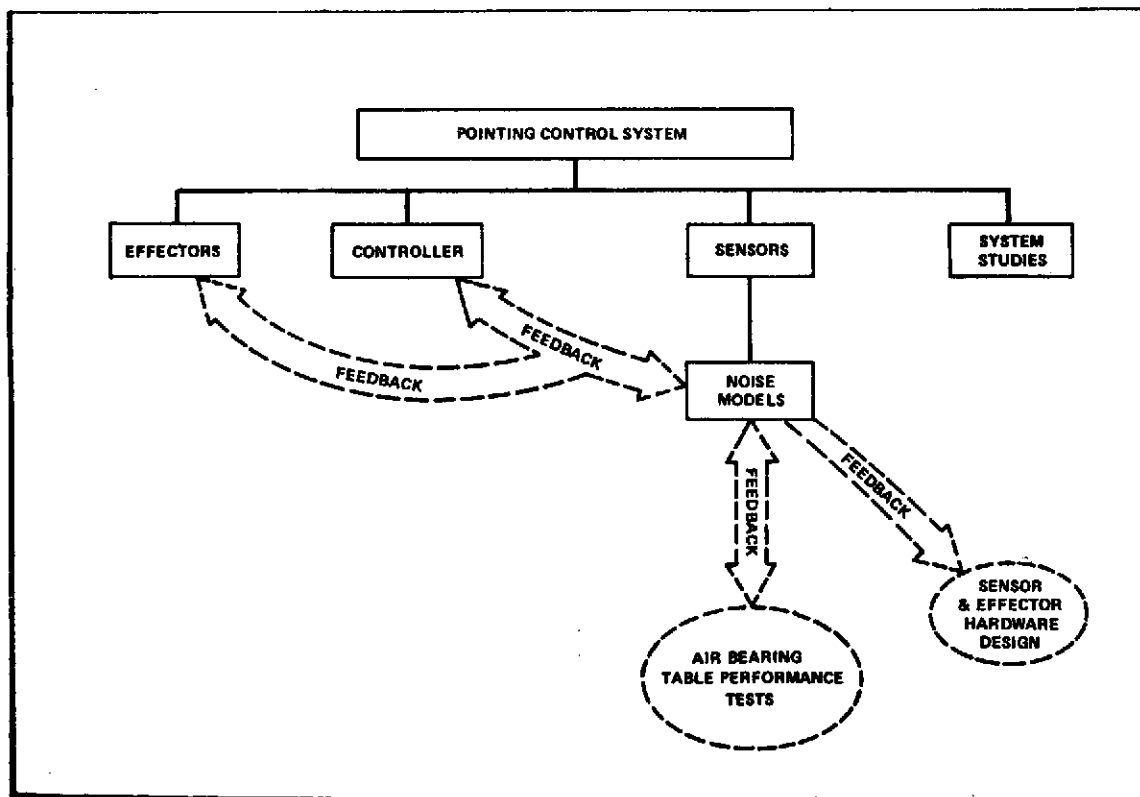 POINTING CONTROL SYSTEM
EFFECTORS
CONTROLLER
SENSORS
SYSTEM
STUDIES
FEEDBACK
FEEDBACK
NOISE
MODELS
FEEDBACK
FEEDBACK
SENSOR
& EFFECTOR
HARDWARE
DESIGN
AIR BEARING
TABLE PERFORMANCE
TESTS